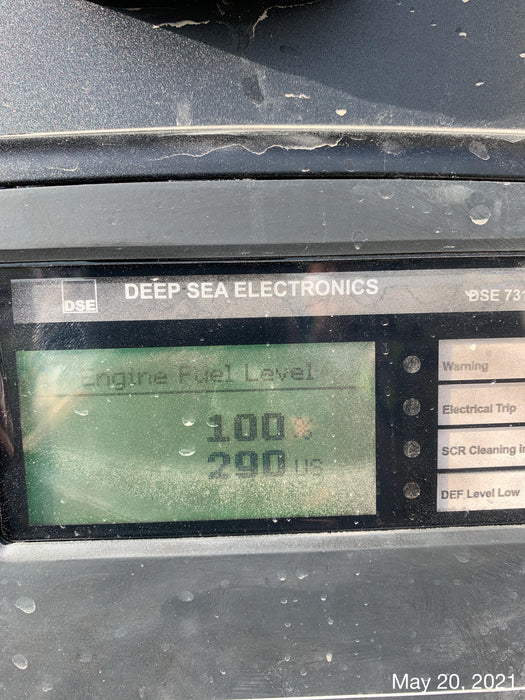 DSE
DEEP SEA ELECTRONICS
DSE 731
Engine Fuel Level
100 %
290 US
Warning
Electrical Trip
SCR Cleaning in
DEF Level Low
May 20, 2021